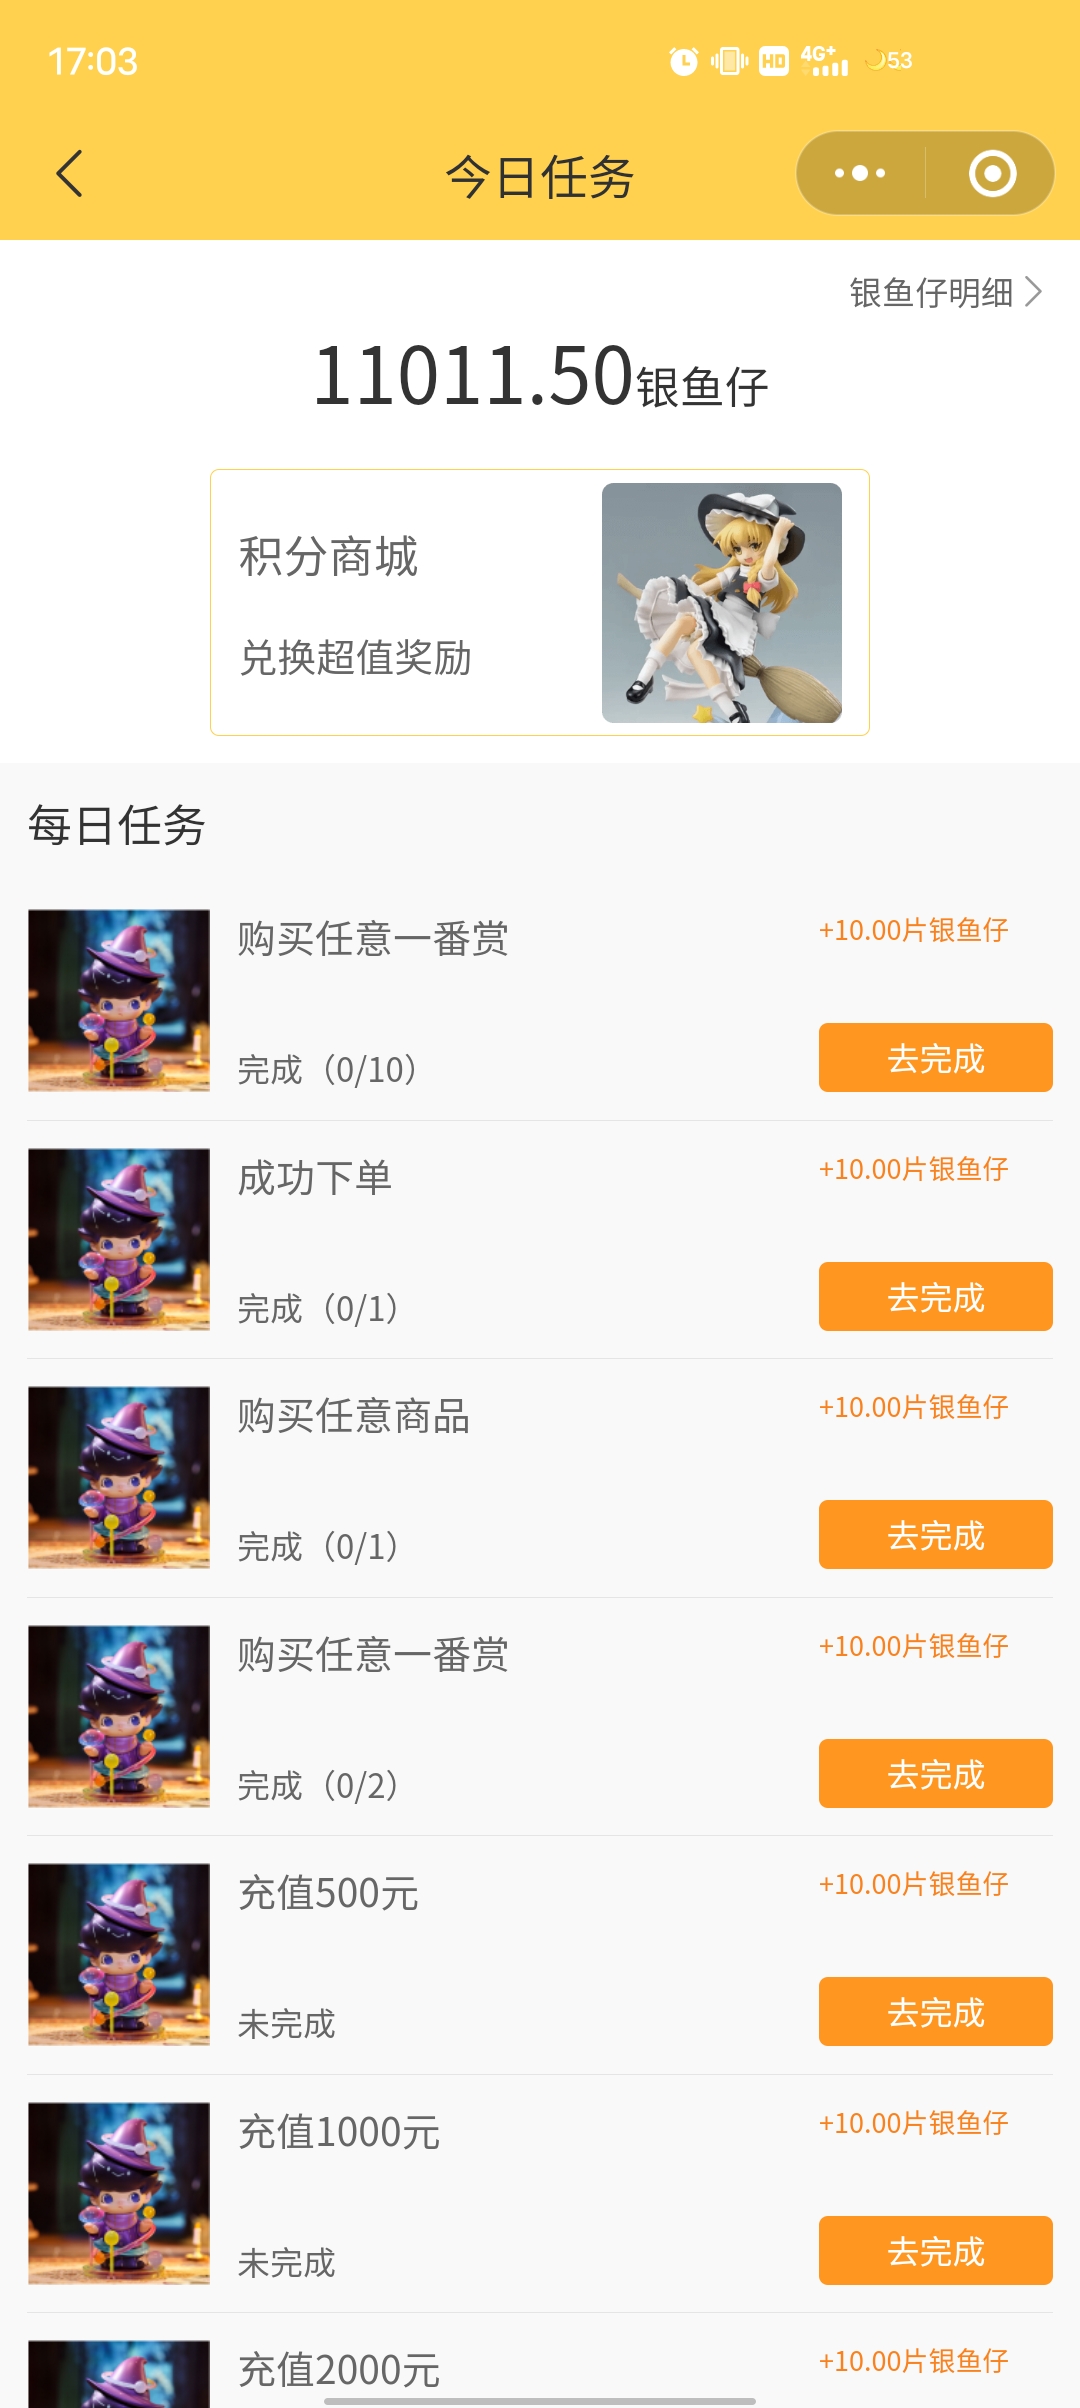 17:03
HD 4G+ 53
今日任务
银鱼仔明细
11011.50银鱼仔
积分商城
兑换超值奖励
每日任务
购买任意一番赏
+10.00片银鱼仔
完成（0/10）
去完成
成功下单
+10.00片银鱼仔
完成（0/1）
去完成
购买任意商品
+10.00片银鱼仔
完成（0/1）
去完成
购买任意一番赏
+10.00片银鱼仔
完成（0/2）
去完成
充值500元
+10.00片银鱼仔
未完成
去完成
充值1000元
+10.00片银鱼仔
未完成
去完成
充值2000元
+10.00片银鱼仔